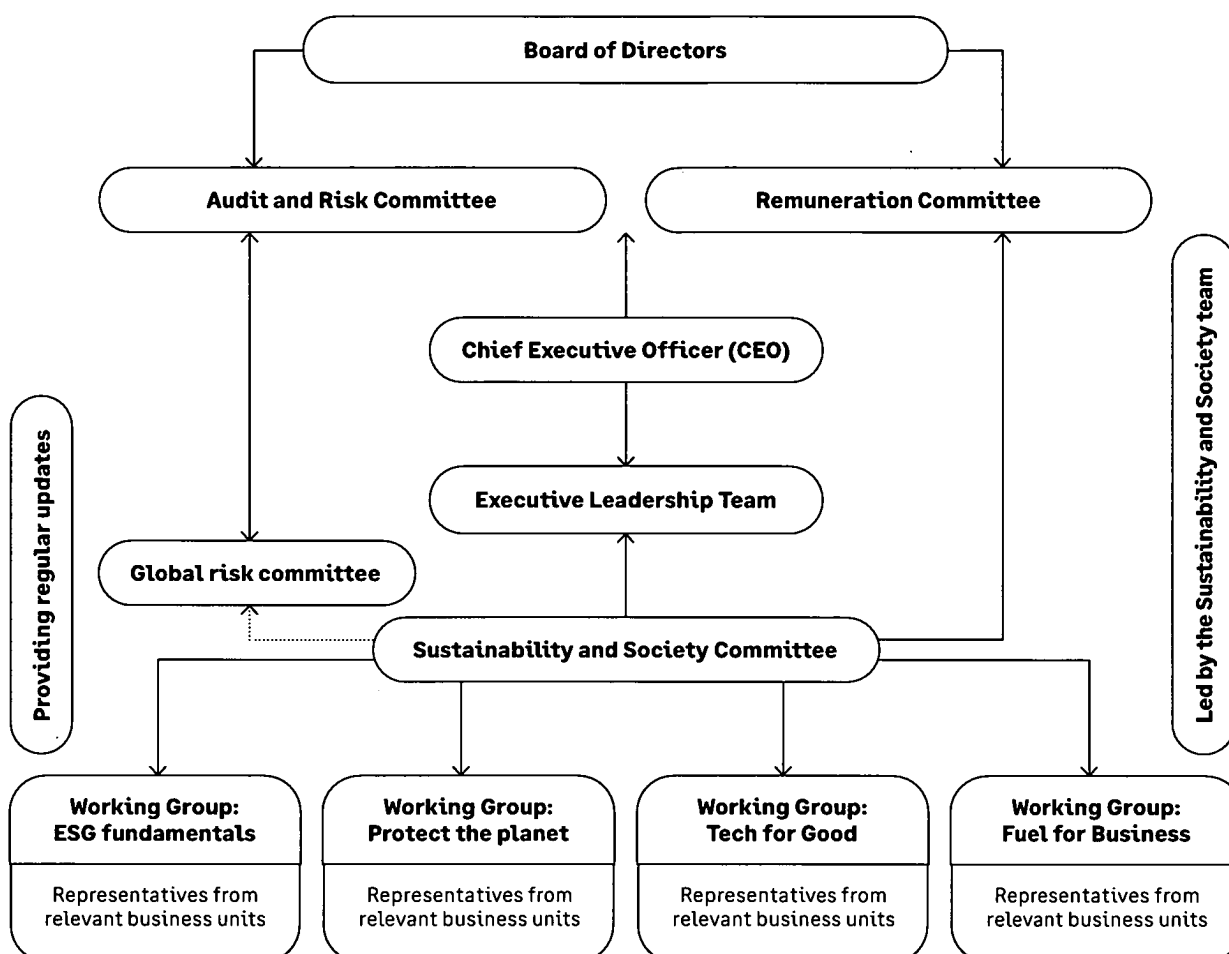 Board of Directors
Audit and Risk Committee
Remuneration Committee
Chief Executive Officer (CEO)
Executive Leadership Team
Global risk committee
Sustainability and Society Committee
Providing regular updates
Led by the Sustainability and Society team
Working Group:
ESG fundamentals
Representatives from
relevant business units
Working Group:
Protect the planet
Representatives from
relevant business units
Working Group:
Tech for Good
Representatives from
relevant business units
Working Group:
Fuel for Business
Representatives from
relevant business units